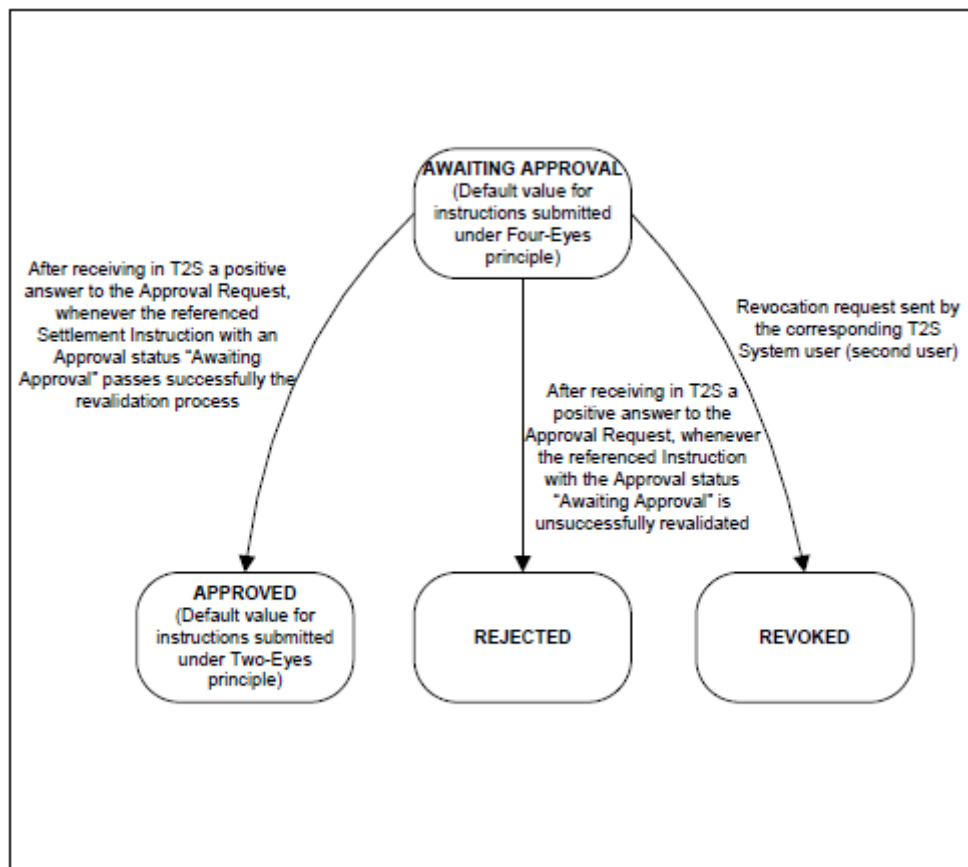 AWAITING APPROVAL
(Default value for
instructions submitted
under Four-Eyes
principle)
After receiving in T2S a positive
answer to the Approval Request,
whenever the referenced
Settlement Instruction with an
Approval status “Awaiting
Approval” passes successfully the
revalidation process
After receiving in T2S a
positive answer to the
Approval Request, whenever
the referenced Instruction
with the Approval status
“Awaiting Approval” is
unsuccessfully revalidated
Revocation request sent by
the corresponding T2S
System user (second user)
APPROVED
(Default value for
instructions submitted
under Two-Eyes
principle)
REJECTED
REVOKED